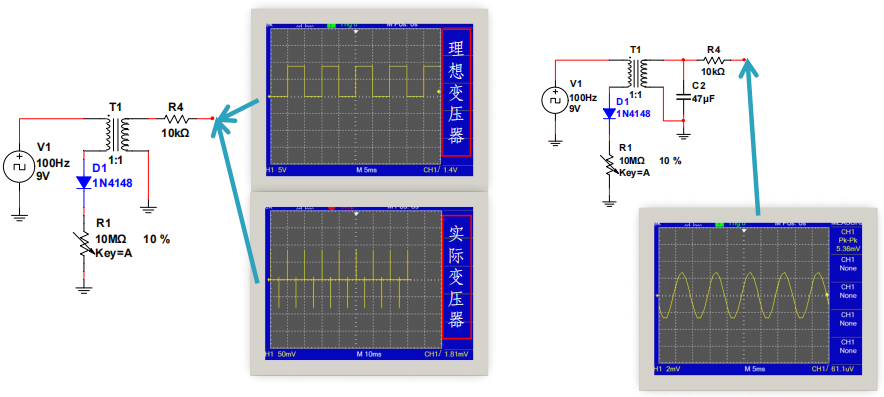 T1
R4
10kΩ
V1
100Hz
9V
1:1
D1
1N4148
R1
10MΩ 10 %
Key=A
M Pos: 0s
理想变压器
H1 5V M 5ms CH1/ 1.4V
实际变压器
H1 50mV M 10ms CH1/ 1.81mV
T1
R4
10kΩ
V1
100Hz
9V
1:1
C2
47µF
D1
1N4148
R1
10MΩ 10 %
Key=A
CH1
Pk-Pk
5.36mV
CH1
None
CH1
None
CH1
None
CH1
None
H1 2mV M 5ms CH1/ 61.1uV